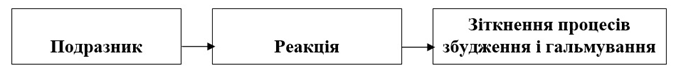 Подразник
Реакція
Зіткнення процесів
збудження і гальмування